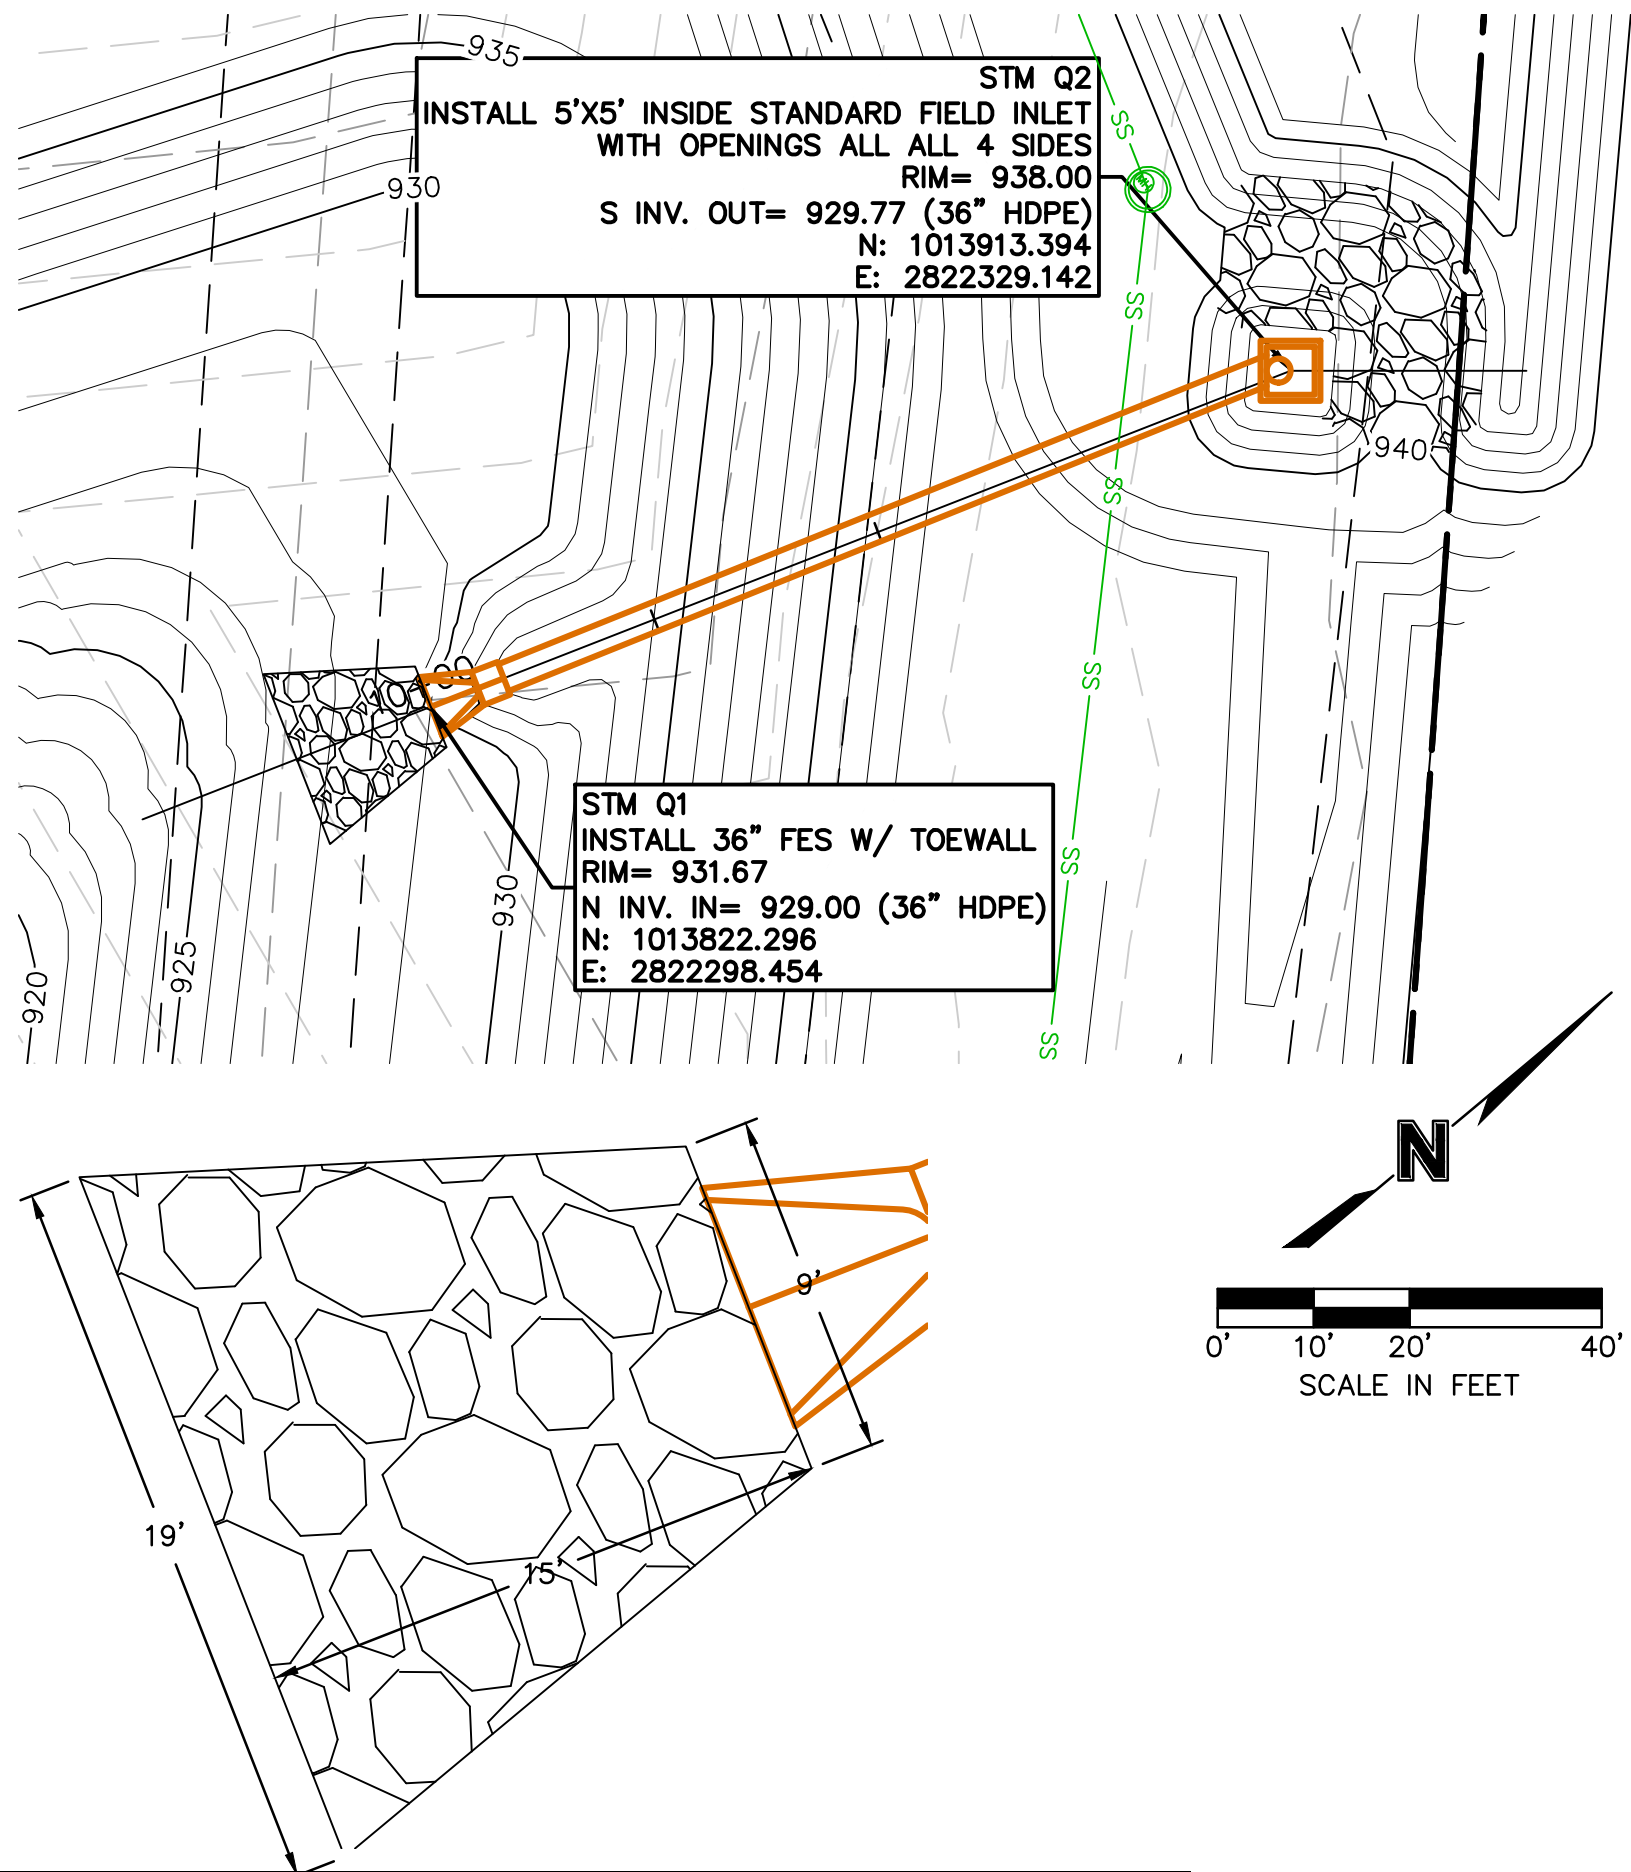 935
STM Q2
INSTALL 5'X5' INSIDE STANDARD FIELD INLET
WITH OPENINGS ALL ALL 4 SIDES
RIM= 938.00
S INV. OUT= 929.77 (36" HDPE)
N: 1013913.394
E: 2822329.142
930
SS
MH
SS
940
SS
SS
STM Q1
INSTALL 36" FES W/ TOEWALL
RIM= 931.67
N INV. IN= 929.00 (36" HDPE)
N: 1013822.296
E: 2822298.454
SS
930
925
920
SS
N
9'
19'
15'
0' 10' 20' 40'
SCALE IN FEET